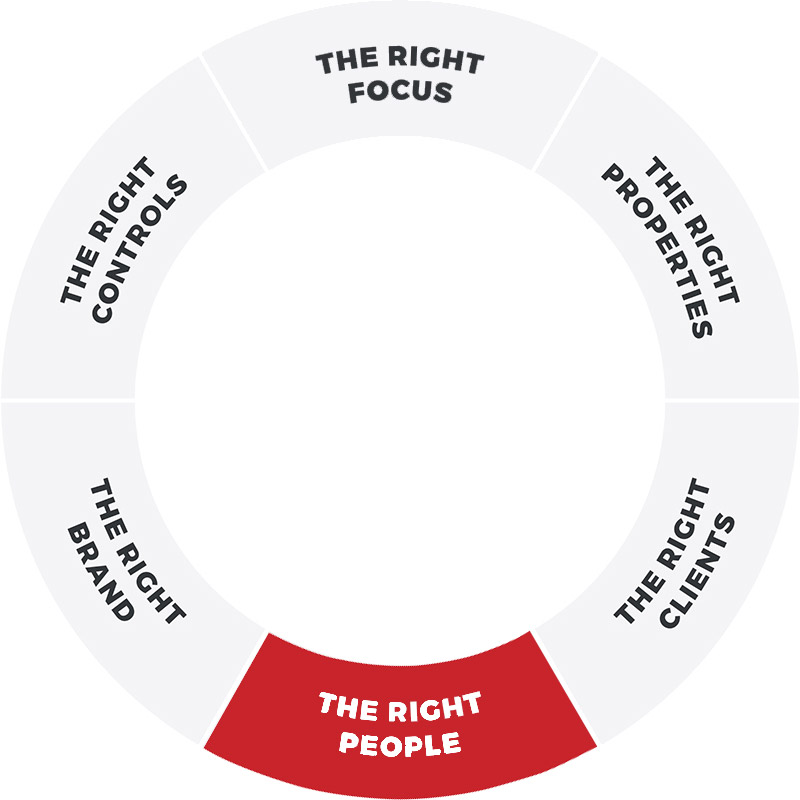 THE RIGHT
FOCUS
THE RIGHT
PROPERTIES
THE RIGHT
CLIENTS
THE RIGHT
PEOPLE
THE RIGHT
BRAND
THE RIGHT
CONTROLS